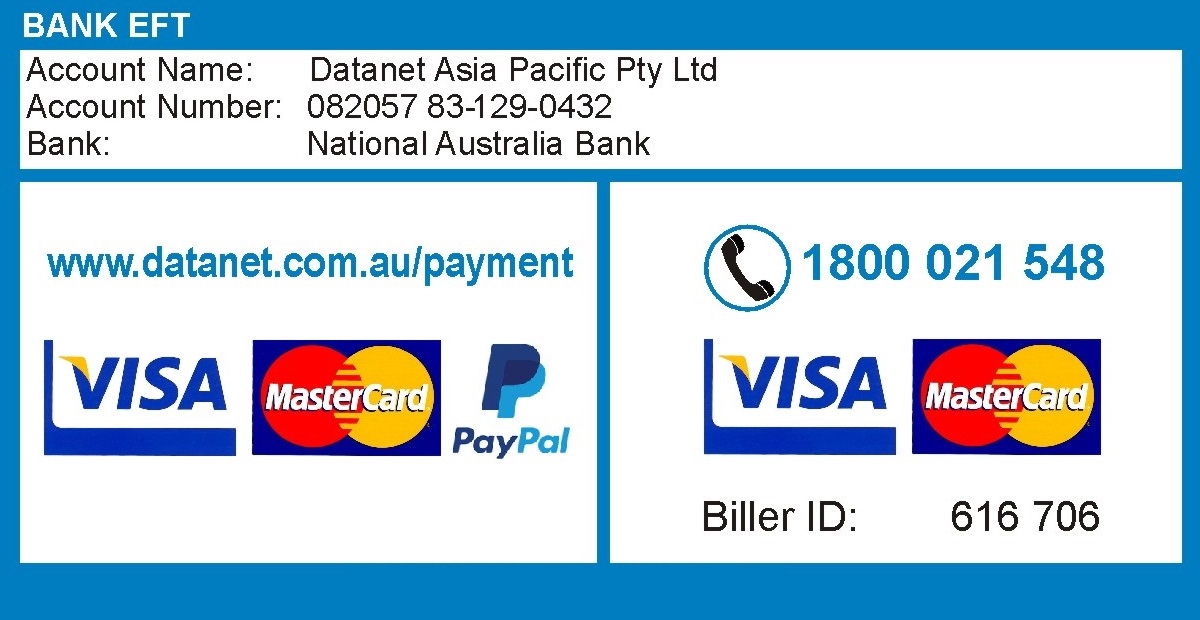 BANK EFT
Account Name: Datanet Asia Pacific Pty Ltd
Account Number: 082057 83-129-0432
Bank: National Australia Bank
www.datanet.com.au/payment
VISA MasterCard PayPal
1800 021 548
VISA MasterCard
Biller ID: 616 706